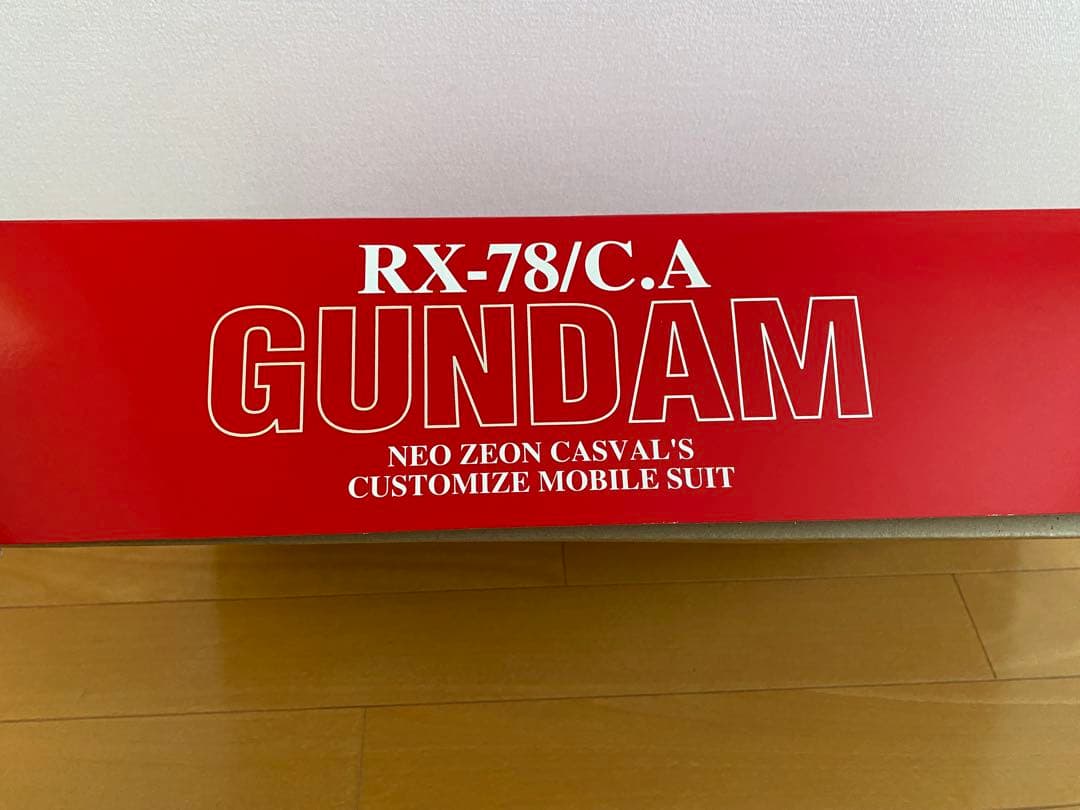 RX-78/C.A
GUNDAM
NEO ZEON CASVAL'S
CUSTOMIZE MOBILE SUIT